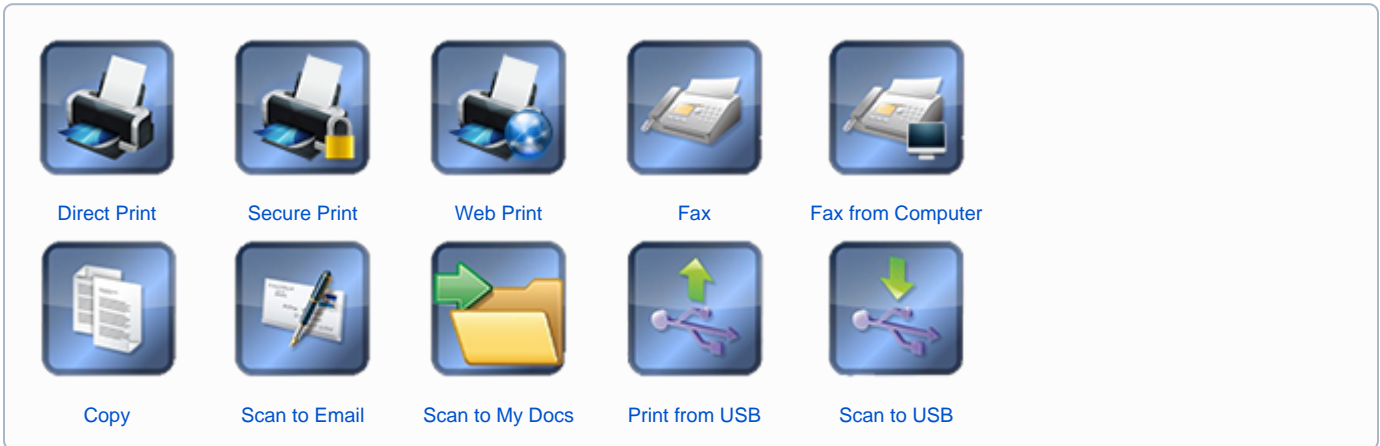 Direct Print Secure Print Web Print Fax Fax from Computer
Copy Scan to Email Scan to My Docs Print from USB Scan to USB